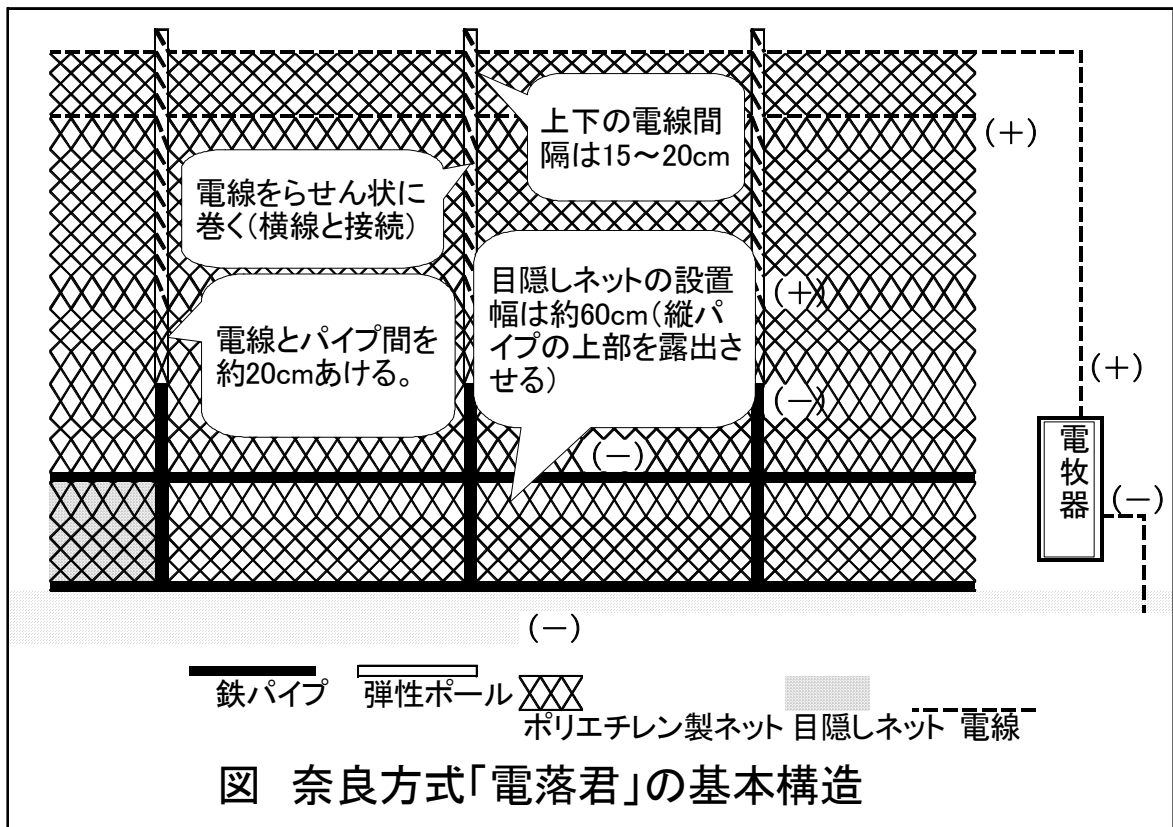 上下の電線間
隔は15～20cm
(＋)
電線をらせん状に
巻く(横線と接続)
目隠しネットの設置
幅は約60cm(縦パ
イプの上部を露出さ
せる)
(＋)
電線とパイプ間を
約20cmあける。
(＋)
(－)
(－)
電牧器
(－)
(－)
鉄パイプ
弾性ポール
ポリエチレン製ネット
目隠しネット
電線
図　奈良方式「電落君」の基本構造